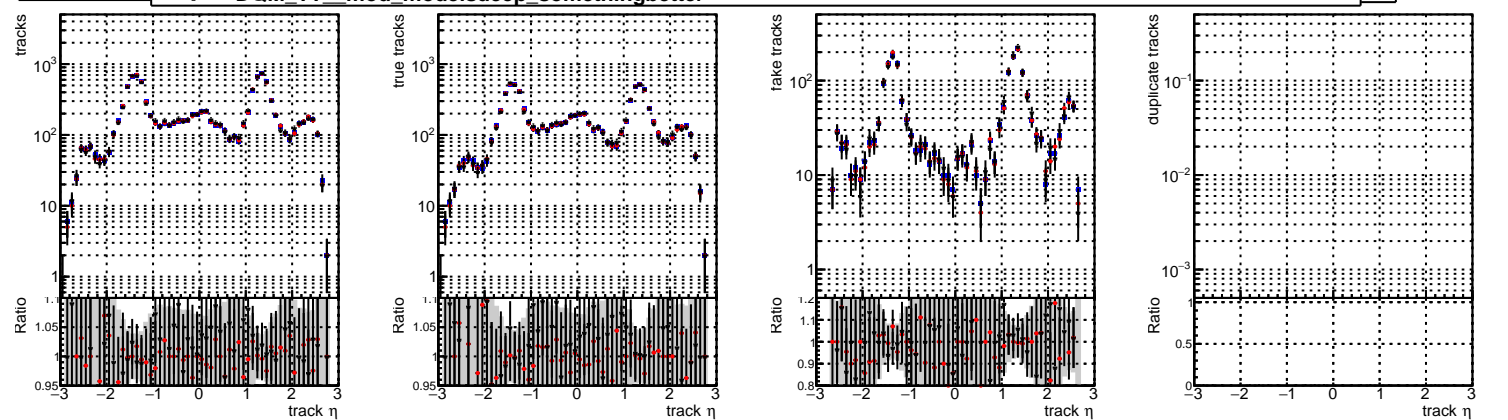 tracks
10³
10²
10
1
Ratio
1.1
1.05
1
0.95
−3 −2 −1 0 1 2 3
track η
true tracks
10³
10²
10
1
Ratio
1.1
1.05
1
0.95
−3 −2 −1 0 1 2 3
track η
fake tracks
10²
10
1
Ratio
1.2
1.1
1
0.9
0.8
−3 −2 −1 0 1 2 3
track η
duplicate tracks
10⁻¹
10⁻²
10⁻³
Ratio
1
0.5
0
−3 −2 −1 0 1 2 3
track η